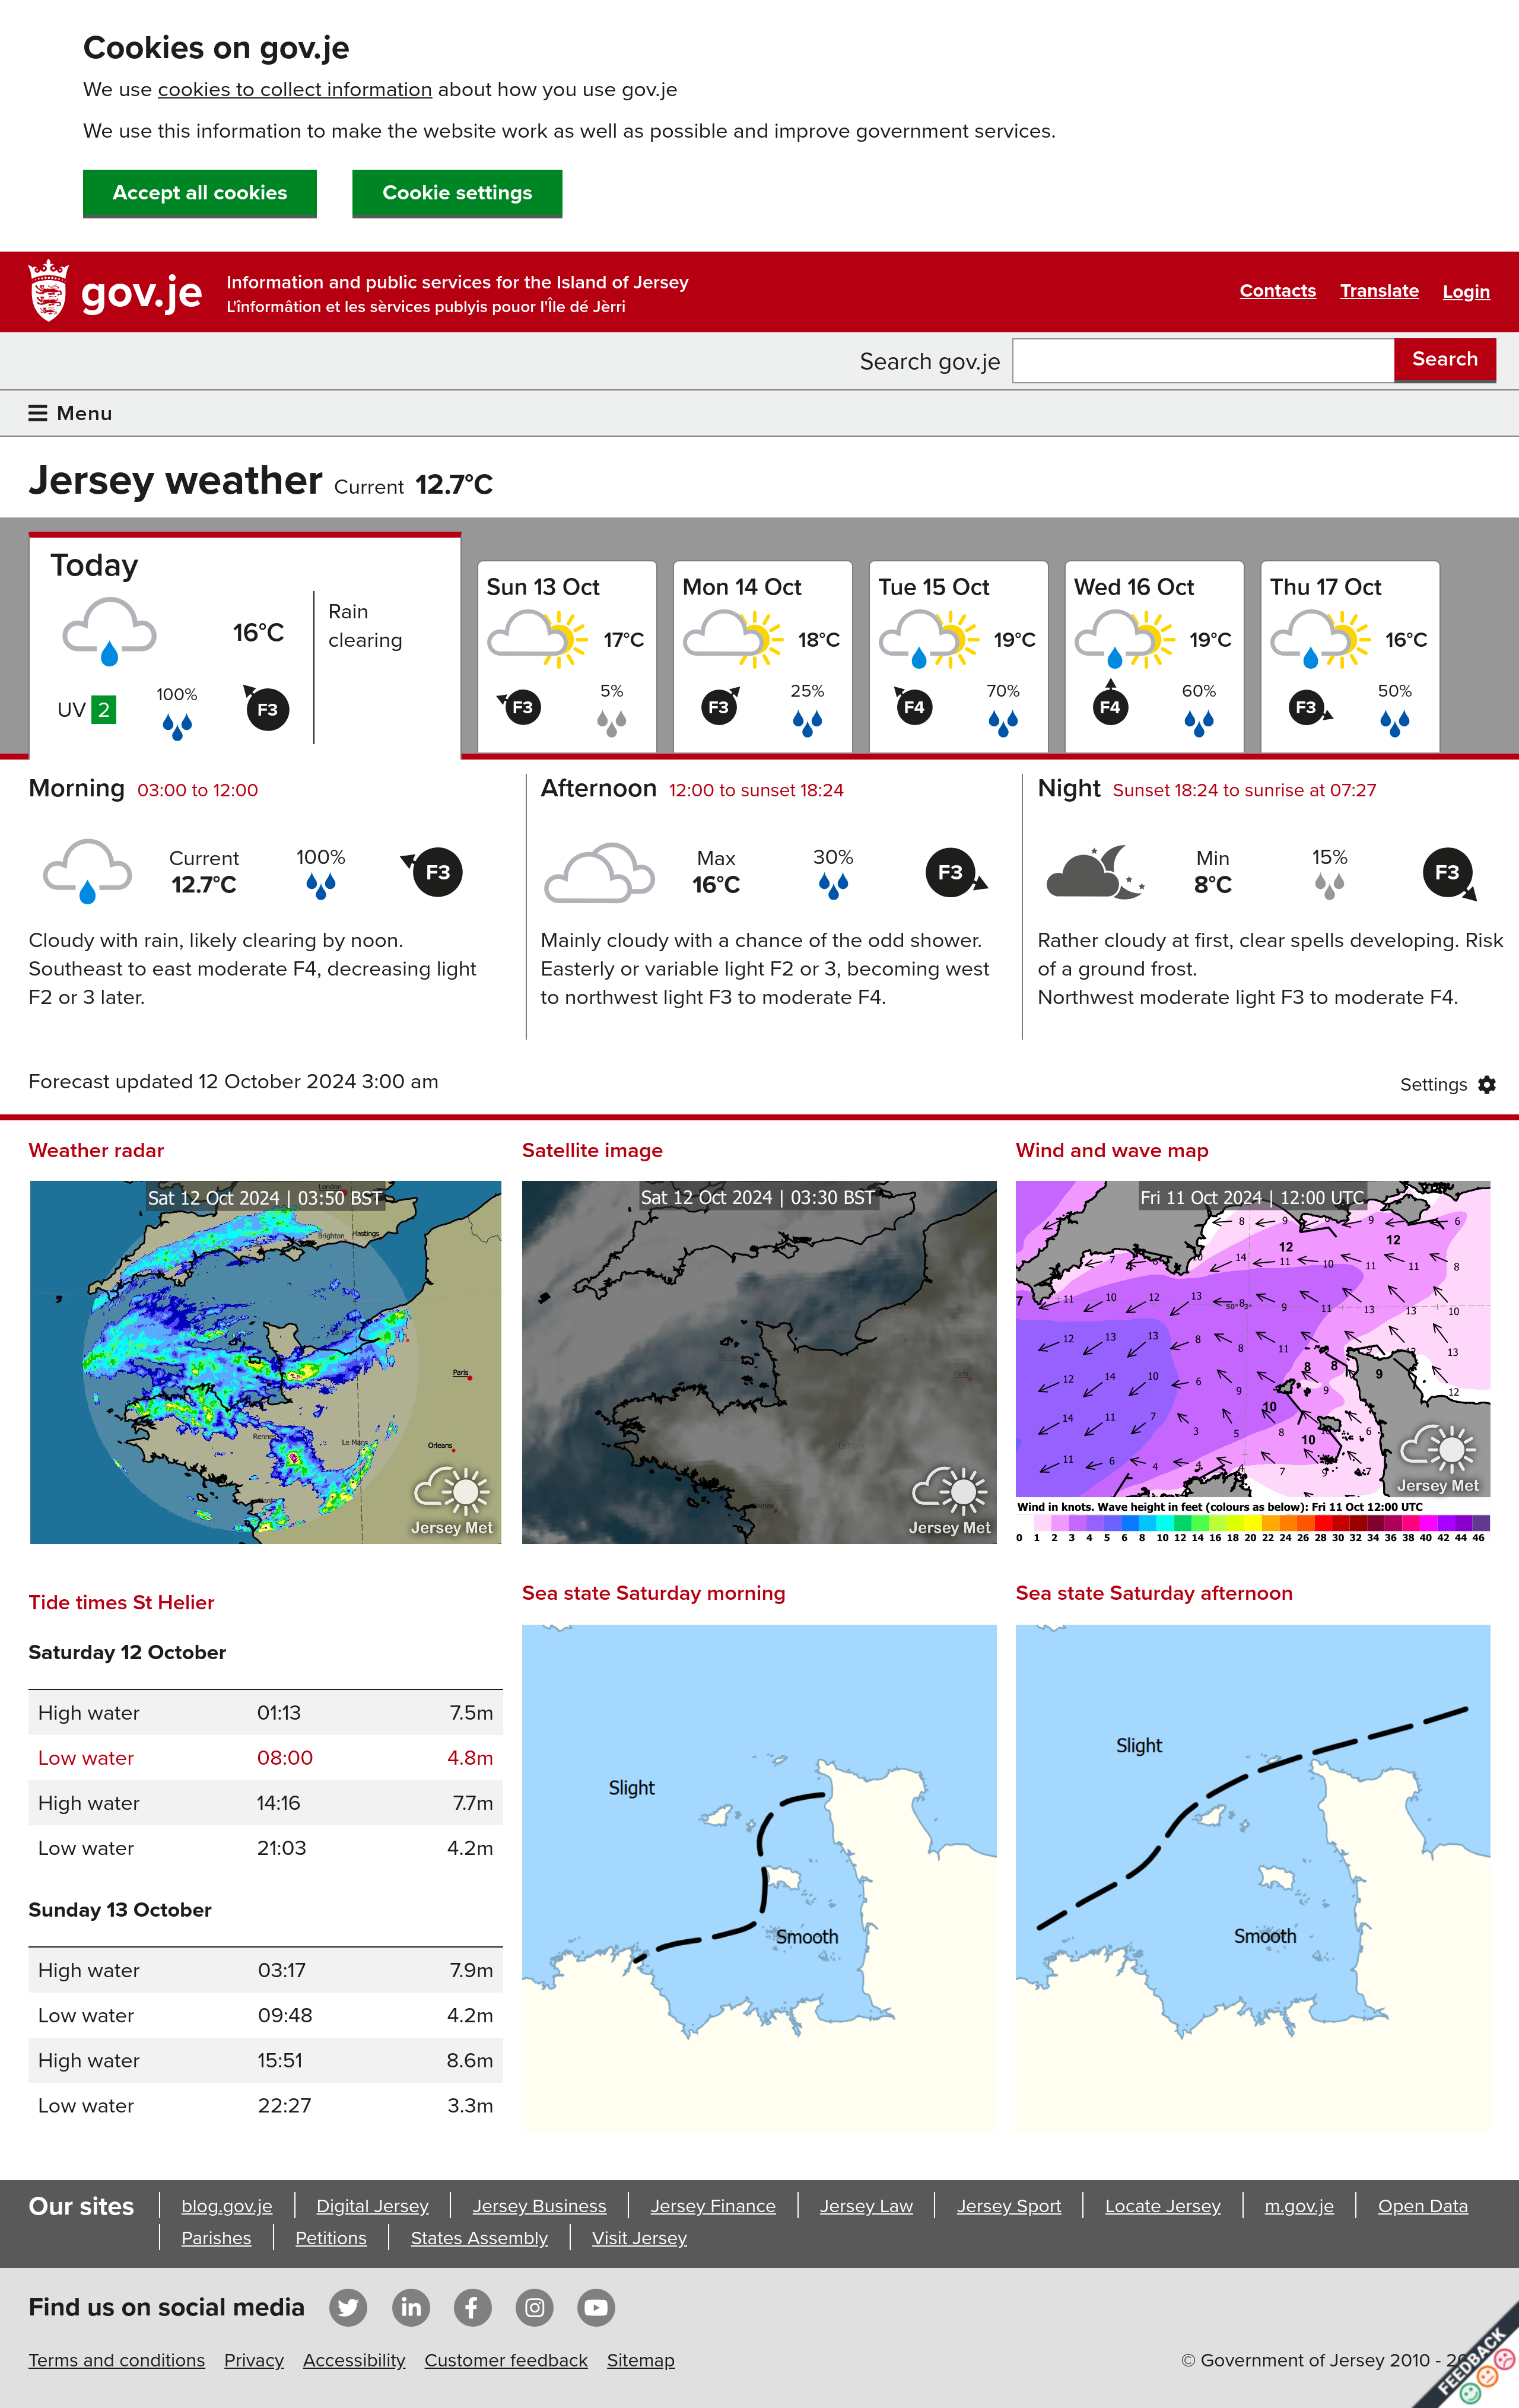 Cookies on gov.je
We use cookies to collect information about how you use gov.je
We use this information to make the website work as well as possible and improve government services.
Accept all cookies
Cookie settings
gov.je
Information and public services for the Island of Jersey
L'înformâtion et les sèrvices publyis pouor I'Île dé Jèrri
Contacts
Translate
Login
Search gov.je
Search
Menu
Jersey weather Current 12.7°C
Today
16°C
Rain
clearing
UV 2
100%
F3
Sun 13 Oct
17°C
F3
5%
Mon 14 Oct
18°C
F3
25%
Tue 15 Oct
19°C
F4
70%
Wed 16 Oct
19°C
F4
60%
Thu 17 Oct
16°C
F3
50%
Morning 03:00 to 12:00
Current
12.7°C
100%
F3
Cloudy with rain, likely clearing by noon.
Southeast to east moderate F4, decreasing light
F2 or 3 later.
Afternoon 12:00 to sunset 18:24
Max
16°C
30%
F3
Mainly cloudy with a chance of the odd shower.
Easterly or variable light F2 or 3, becoming west
to northwest light F3 to moderate F4.
Night Sunset 18:24 to sunrise at 07:27
Min
8°C
15%
F3
Rather cloudy at first, clear spells developing. Risk
of a ground frost.
Northwest moderate light F3 to moderate F4.
Forecast updated 12 October 2024 3:00 am
Settings
Weather radar
Sat 12 Oct 2024 | 03:50 BST
London
Brighton
Hastings
Paris
Rennes
Le Mans
Orleans
Jersey Met
Satellite image
Sat 12 Oct 2024 | 03:30 BST
Jersey Met
Wind and wave map
Fri 11 Oct 2024 | 12:00 UTC
Jersey Met
Wind in knots. Wave height in feet (colours as below): Fri 11 Oct 12:00 UTC
0 1 2 3 4 5 6 8 10 12 14 16 18 20 22 24 26 28 30 32 34 36 38 40 42 44 46
Tide times St Helier
Saturday 12 October
High water 01:13 7.5m
Low water 08:00 4.8m
High water 14:16 7.7m
Low water 21:03 4.2m
Sunday 13 October
High water 03:17 7.9m
Low water 09:48 4.2m
High water 15:51 8.6m
Low water 22:27 3.3m
Sea state Saturday morning
Slight
Smooth
Sea state Saturday afternoon
Slight
Smooth
Our sites
blog.gov.je
Digital Jersey
Jersey Business
Jersey Finance
Jersey Law
Jersey Sport
Locate Jersey
m.gov.je
Open Data
Parishes
Petitions
States Assembly
Visit Jersey
Find us on social media
Terms and conditions
Privacy
Accessibility
Customer feedback
Sitemap
© Government of Jersey 2010 -
FEEDBACK